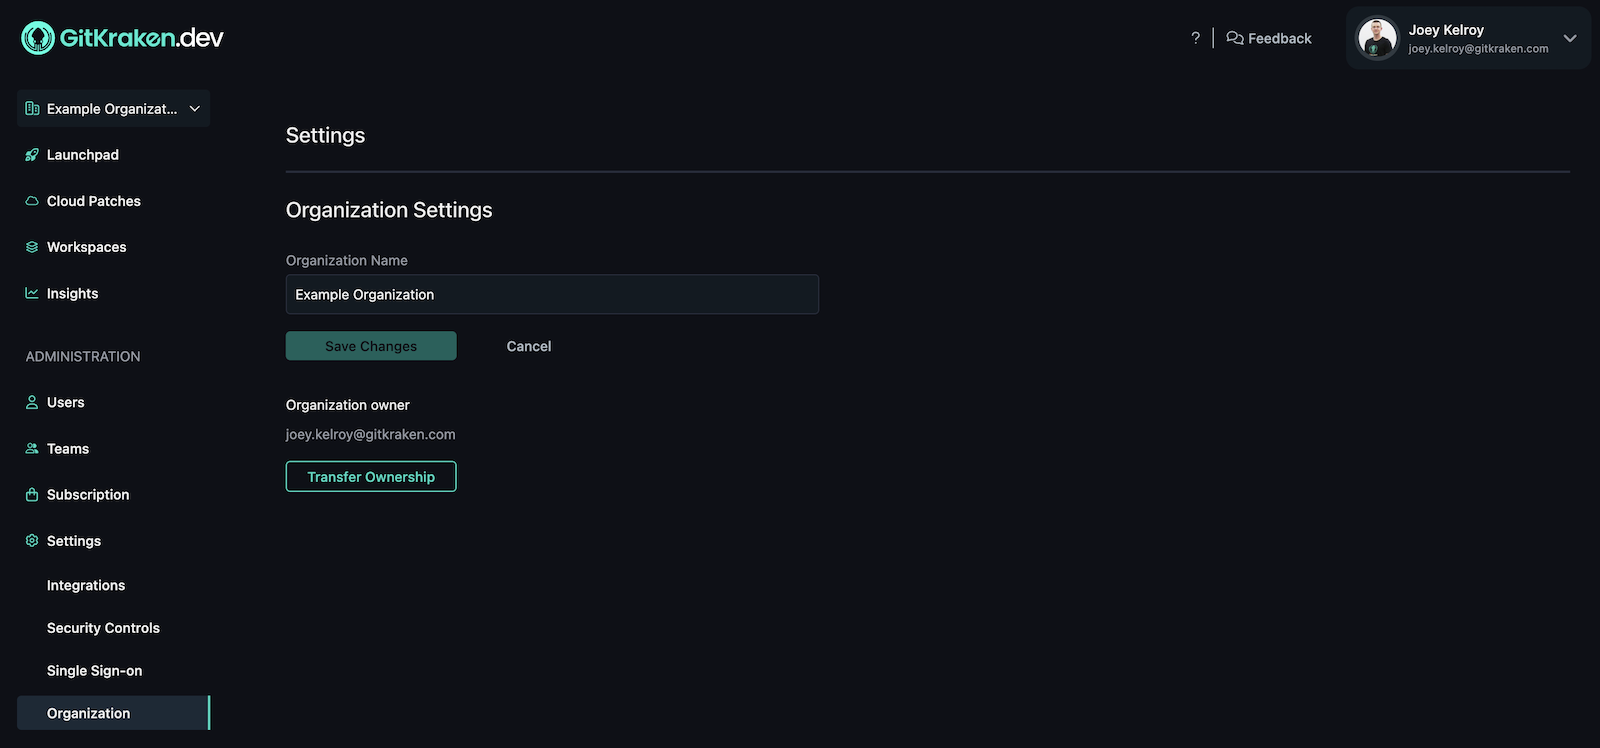 GitKraken.dev
?
Feedback
Joey Kelroy
joey.kelroy@gitkraken.com
Example Organizat...
Launchpad
Cloud Patches
Workspaces
Insights
ADMINISTRATION
Users
Teams
Subscription
Settings
Integrations
Security Controls
Single Sign-on
Organization
Settings
Organization Settings
Organization Name
Example Organization
Save Changes
Cancel
Organization owner
joey.kelroy@gitkraken.com
Transfer Ownership